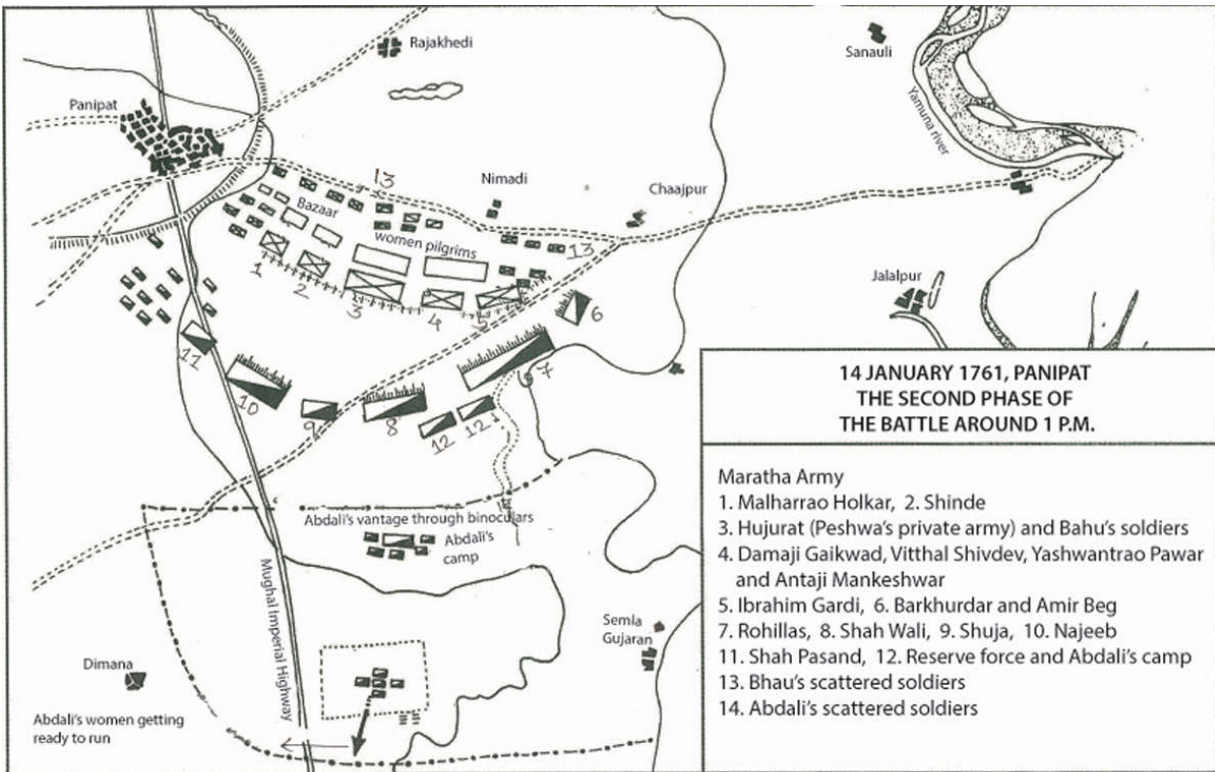 Rajakhedi
Sanauli
Panipat
Yamuna river
13
Nimadi
Chaajpur
Bazaar
women pilgrims
13
1
2
3
4
5
6
Jalalpur
11
10
9
8
7
12
12
14 JANUARY 1761, PANIPAT
THE SECOND PHASE OF
THE BATTLE AROUND 1 P.M.
Maratha Army
1. Malharrao Holkar, 2. Shinde
3. Hujurat (Peshwa's private army) and Bahu's soldiers
4. Damaji Gaikwad, Vitthal Shivdev, Yashwantrao Pawar
and Antaji Mankeshwar
5. Ibrahim Gardi, 6. Barkhurdar and Amir Beg
7. Rohillas, 8. Shah Wali, 9. Shuja, 10. Najeeb
11. Shah Pasand, 12. Reserve force and Abdali's camp
13. Bhau's scattered soldiers
14. Abdali's scattered soldiers
Abdali's vantage through binoculars
Abdali's
camp
Mughal Imperial Highway
Semla
Gujaran
Dimana
Abdali's women getting
ready to run